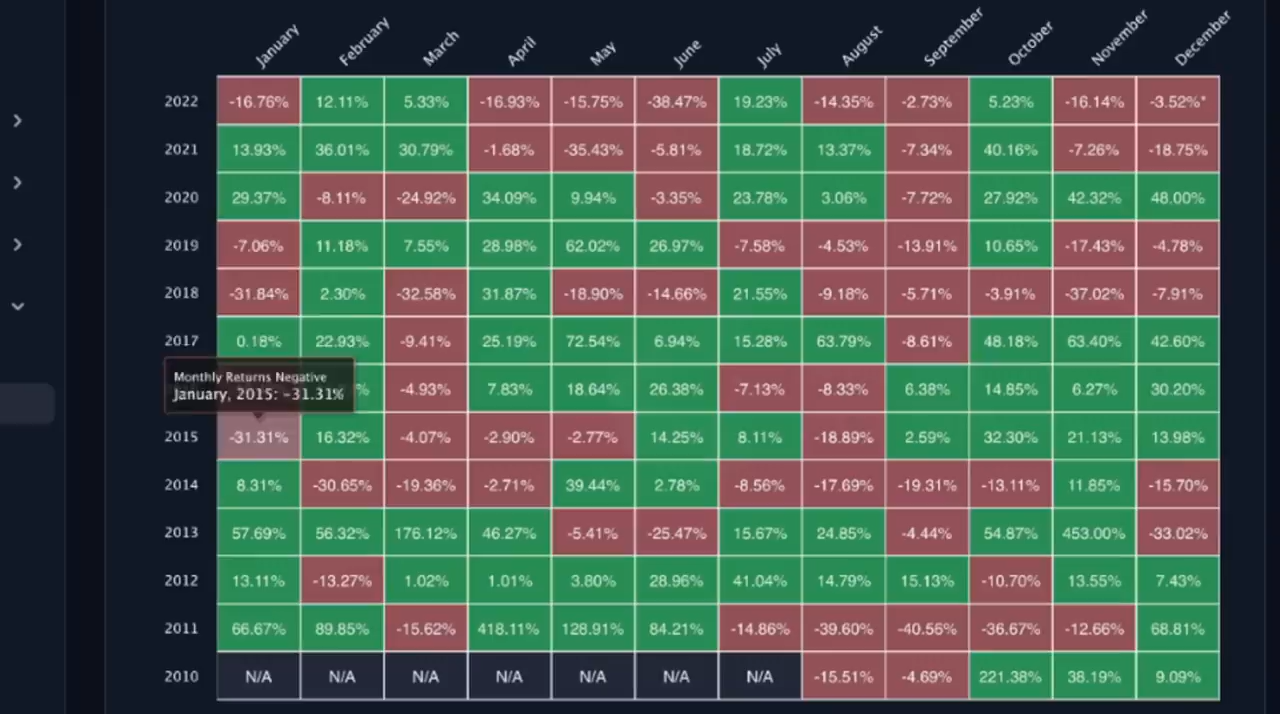 January February March April May June July August September October November December
2022 -16.76% 12.11% 5.33% -16.93% -15.75% -38.47% 19.23% -14.35% -2.73% 5.23% -16.14% -3.52%*
2021 13.93% 36.01% 30.79% -1.68% -35.43% -5.81% 18.72% 13.37% -7.34% 40.16% -7.26% -18.75%
2020 29.37% -8.11% -24.92% 34.09% 9.94% -3.35% 23.78% 3.06% -7.72% 27.92% 42.32% 48.00%
2019 -7.06% 11.18% 7.55% 28.98% 62.02% 26.97% -7.58% -4.53% -13.91% 10.65% -17.43% -4.78%
2018 -31.84% 2.30% -32.58% 31.87% -18.90% -14.66% 21.55% -9.18% -5.71% -3.91% -37.02% -7.91%
2017 0.18% 22.93% -9.41% 25.19% 72.54% 6.94% 15.28% 63.79% -8.61% 48.18% 63.40% 42.60%
Monthly Returns Negative
January, 2015: -31.31%
-4.93% 7.83% 18.64% 26.38% -7.13% -8.33% 6.38% 14.85% 6.27% 30.20%
2015 -31.31% 16.32% -4.07% -2.90% -2.77% 14.25% 8.11% -18.89% 2.59% 32.30% 21.13% 13.98%
2014 8.31% -30.65% -19.36% -2.71% 39.44% 2.78% -8.56% -17.69% -19.31% -13.11% 11.85% -15.70%
2013 57.69% 56.32% 176.12% 46.27% -5.41% -25.47% 15.67% 24.85% -4.44% 54.87% 453.00% -33.02%
2012 13.11% -13.27% 1.02% 1.01% 3.80% 28.96% 41.04% 14.79% 15.13% -10.70% 13.55% 7.43%
2011 66.67% 89.85% -15.62% 418.11% 128.91% 84.21% -14.86% -39.60% -40.56% -36.67% -12.66% 68.81%
2010 N/A N/A N/A N/A N/A N/A N/A -15.51% -4.69% 221.38% 38.19% 9.09%